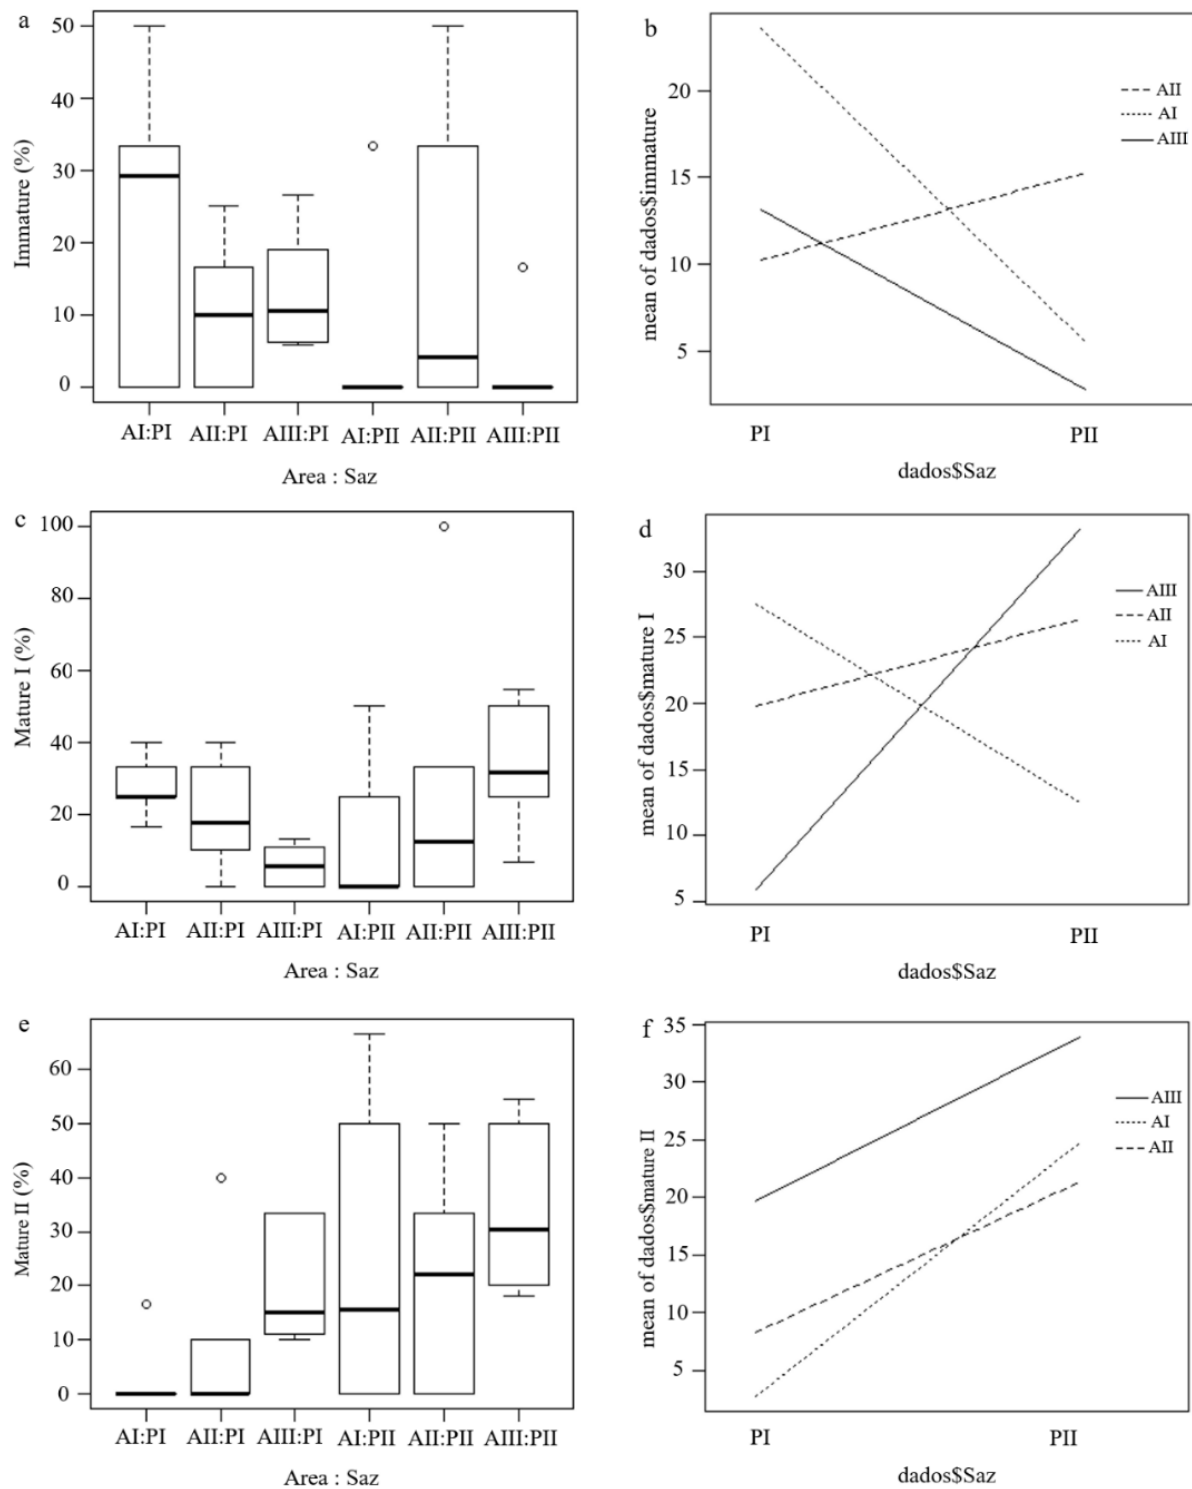 a
50
40
30
20
10
0
Immature (%)
AI:PI AII:PI AIII:PI AI:PII AII:PII AIII:PII
Area : Saz
b
20
15
10
5
mean of dados$immature
AII
AI
AIII
PI PII
dados$Saz
c
100
80
60
40
20
0
Mature I (%)
AI:PI AII:PI AIII:PI AI:PII AII:PII AIII:PII
Area : Saz
d
30
25
20
15
10
5
mean of dados$mature I
AIII
AII
AI
PI PII
dados$Saz
e
60
50
40
30
20
10
0
Mature II (%)
AI:PI AII:PI AIII:PI AI:PII AII:PII AIII:PII
Area : Saz
f
35
30
25
20
15
10
5
mean of dados$mature II
AIII
AI
AII
PI PII
dados$Saz